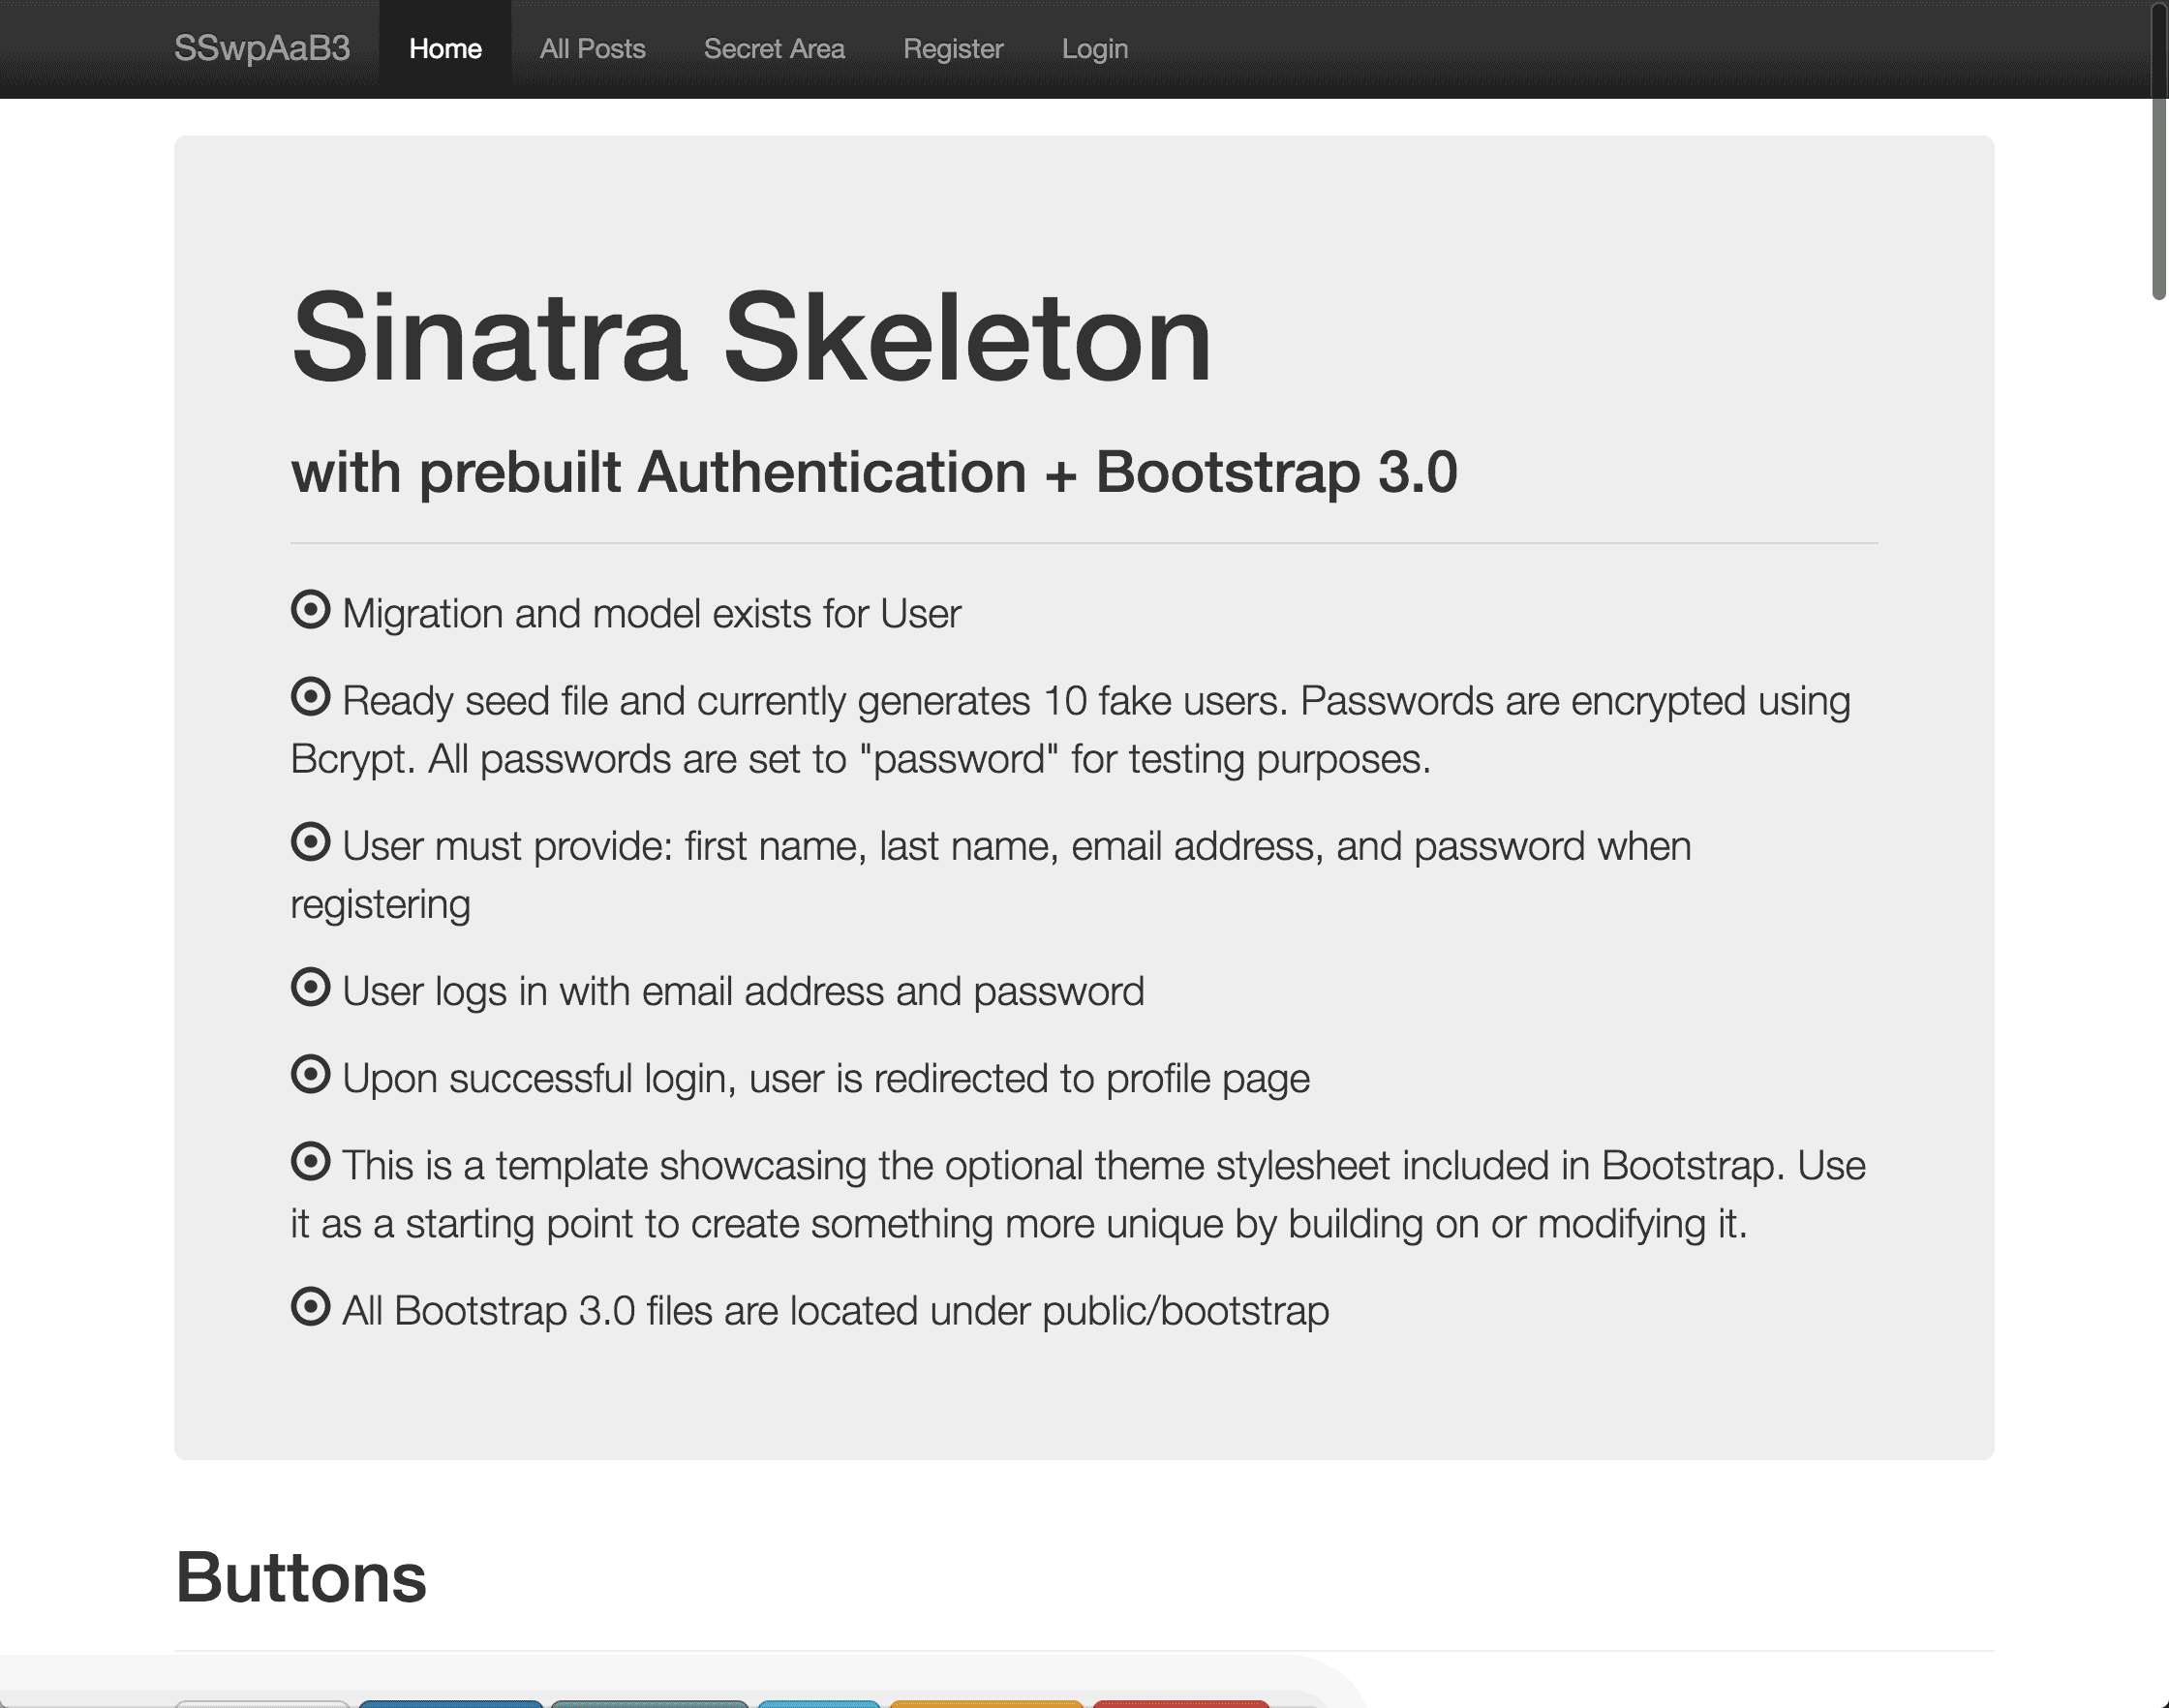 SSwpAaB3 Home All Posts Secret Area Register Login
Sinatra Skeleton
with prebuilt Authentication + Bootstrap 3.0
Migration and model exists for User
Ready seed file and currently generates 10 fake users. Passwords are encrypted using
Bcrypt. All passwords are set to "password" for testing purposes.
User must provide: first name, last name, email address, and password when
registering
User logs in with email address and password
Upon successful login, user is redirected to profile page
This is a template showcasing the optional theme stylesheet included in Bootstrap. Use
it as a starting point to create something more unique by building on or modifying it.
All Bootstrap 3.0 files are located under public/bootstrap
Buttons